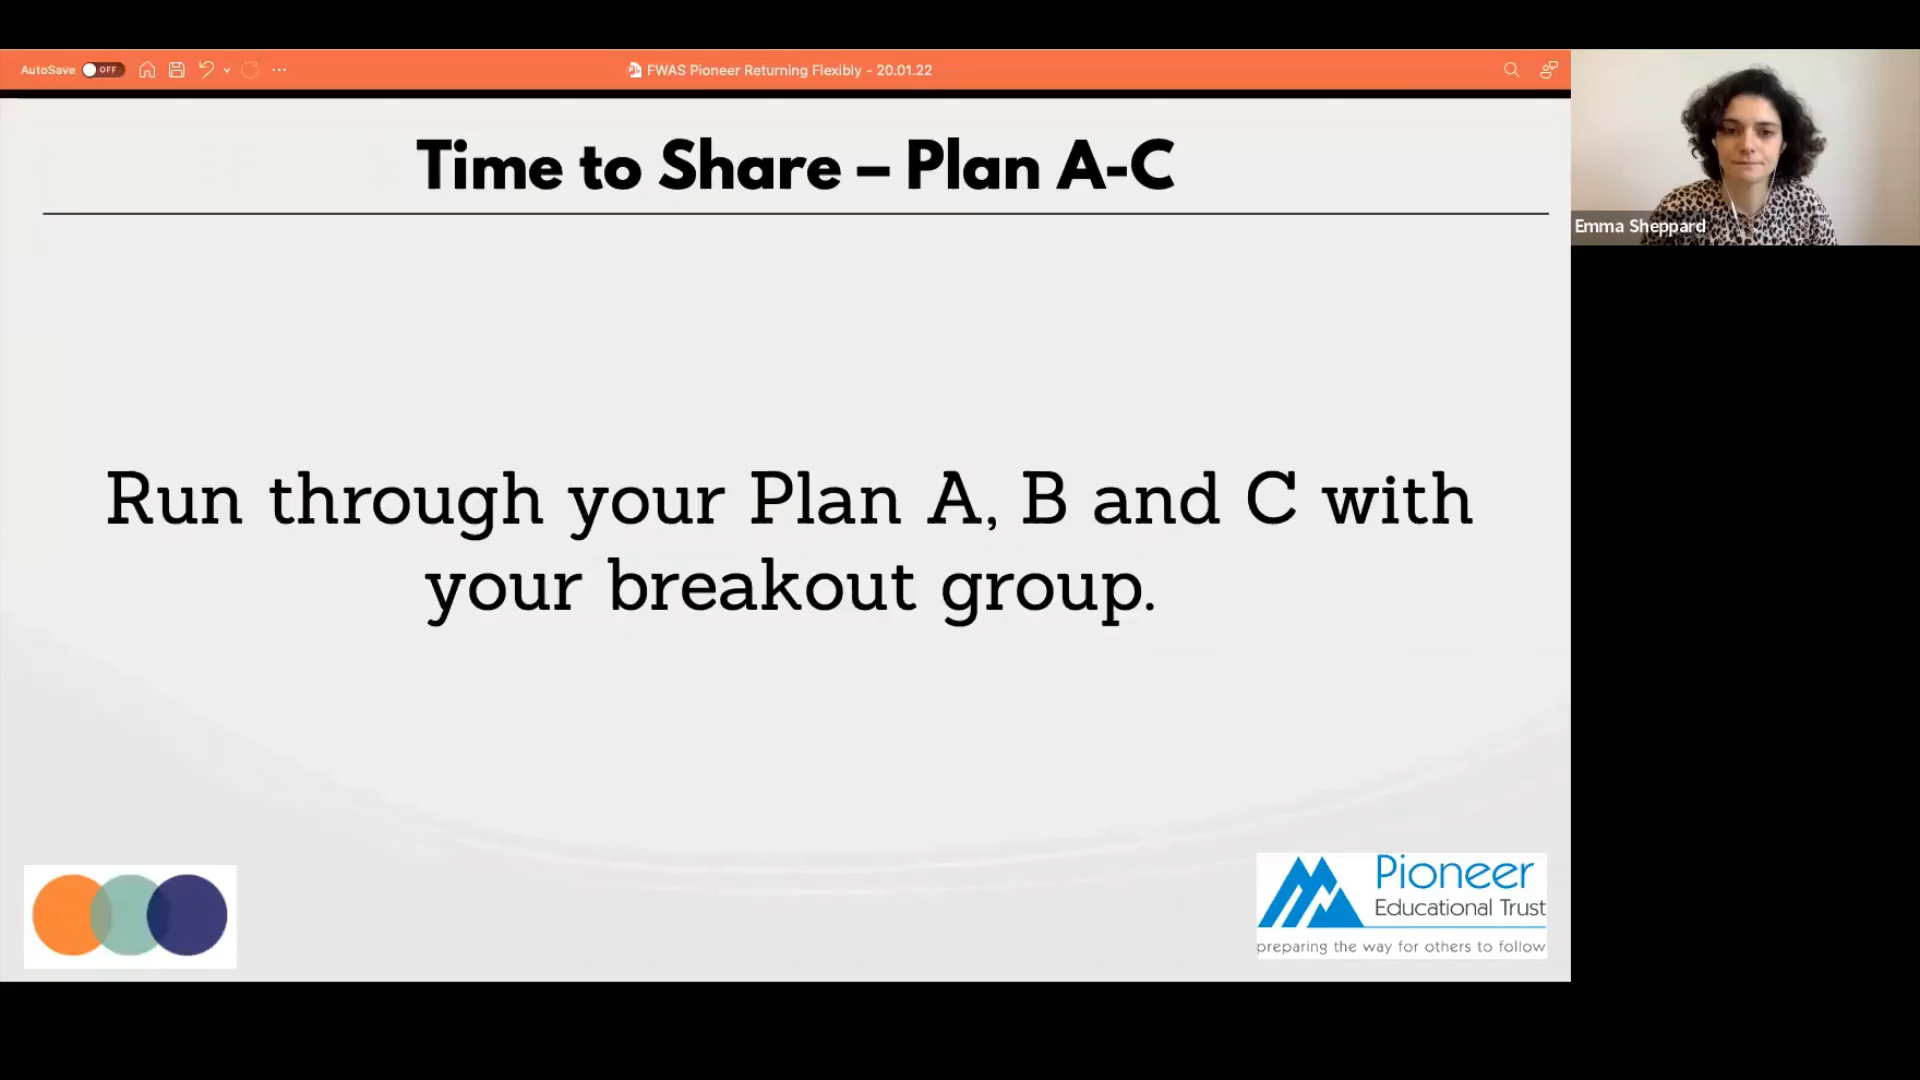 AutoSave OFF
FWAS Pioneer Returning Flexibly - 20.01.22
Time to Share – Plan A-C
Emma Sheppard
Run through your Plan A, B and C with
your breakout group.
Pioneer
Educational Trust
preparing the way for others to follow